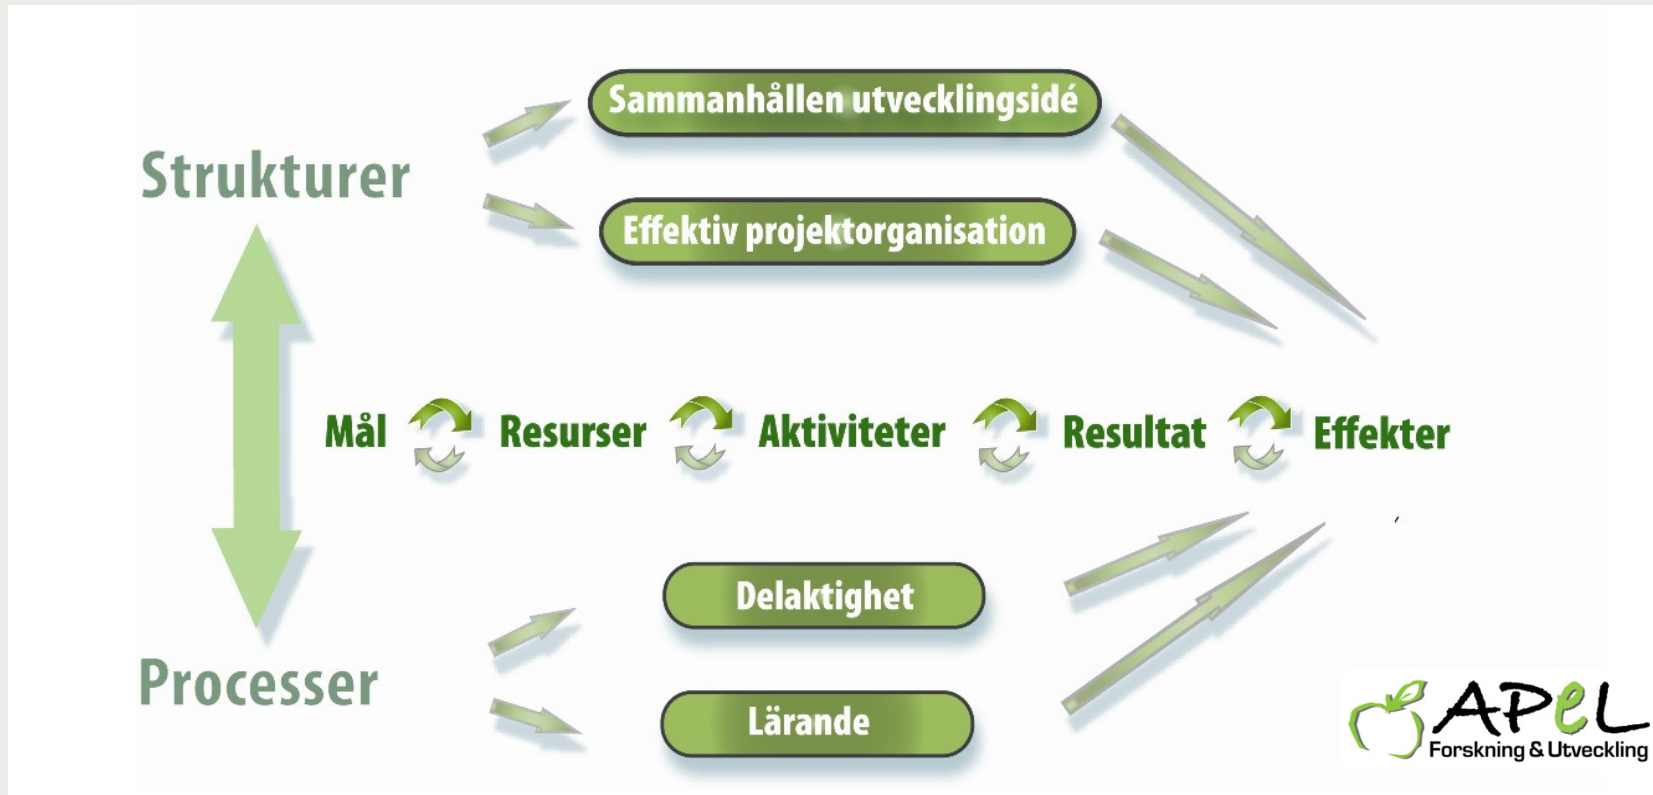 Sammanhållen utvecklingsidé
Strukturer
Effektiv projektorganisation
Mål Resurser Aktiviteter Resultat Effekter
Delaktighet
Processer
Lärande
APeL
Forskning & Utveckling